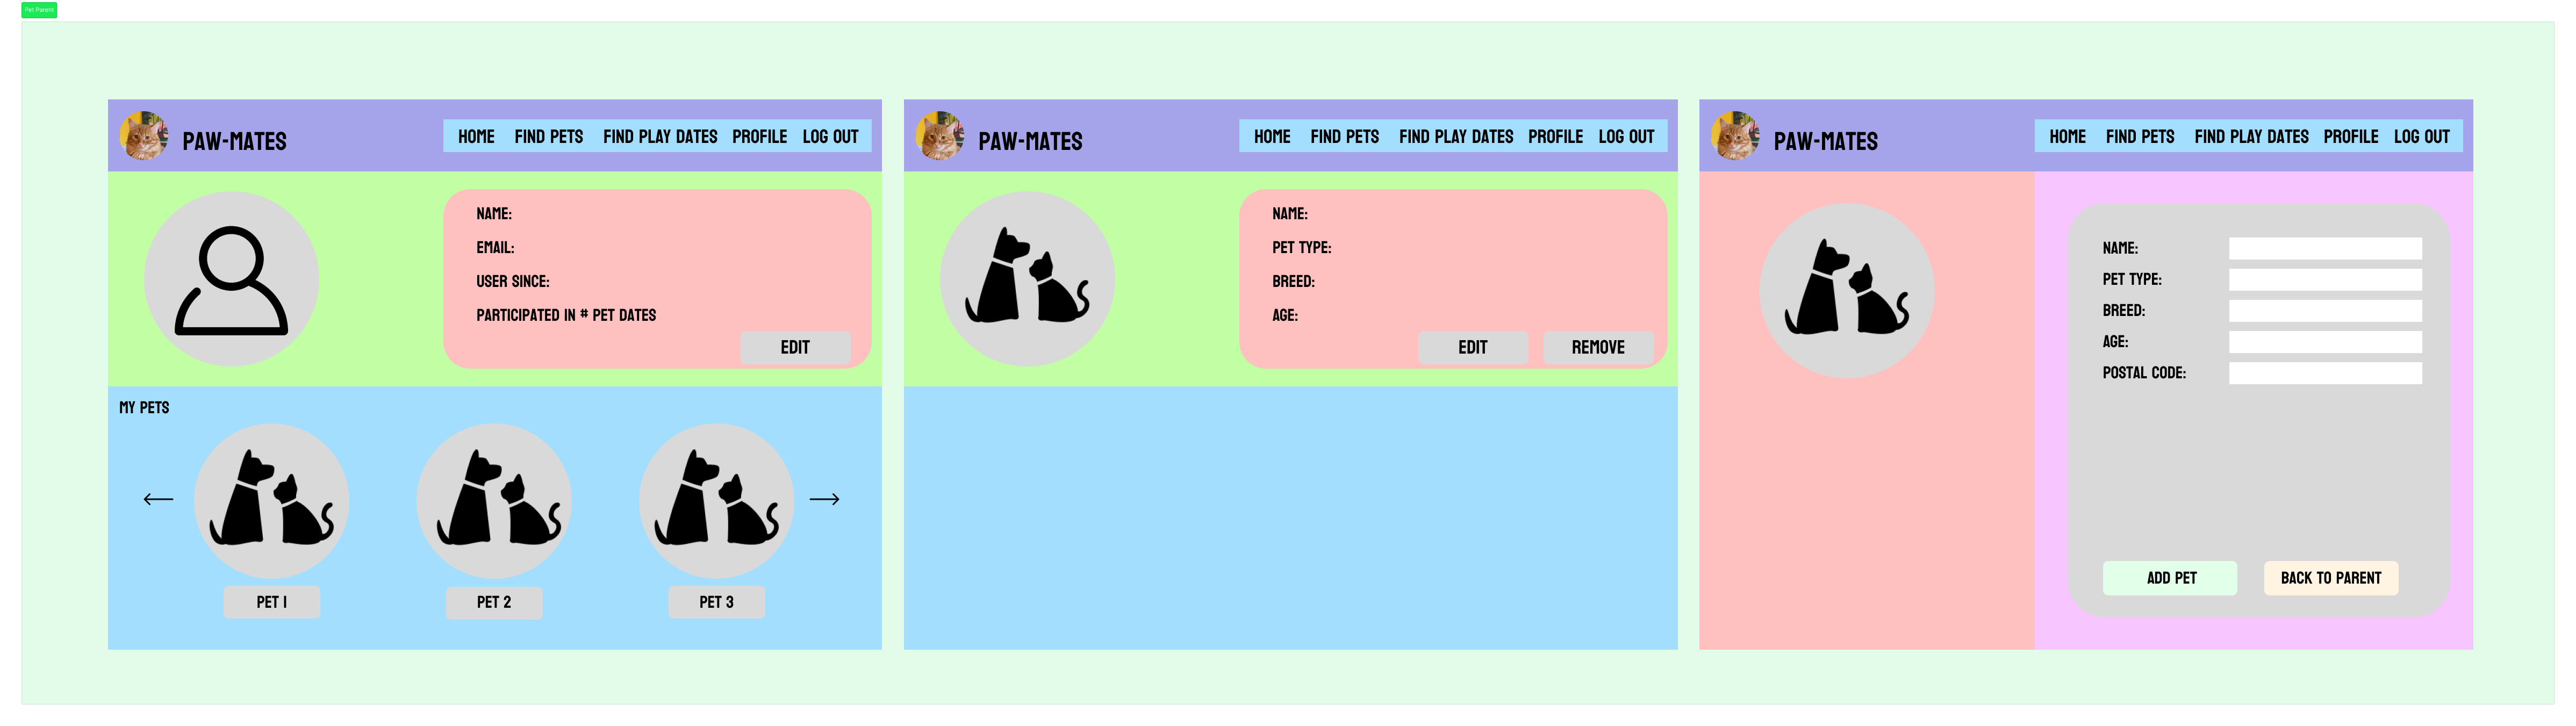 Pet Parent
PAW-MATES
HOME FIND PETS FIND PLAY DATES PROFILE LOG OUT
NAME:
EMAIL:
USER SINCE:
PARTICIPATED IN # PET DATES
EDIT
MY PETS
PET 1
PET 2
PET 3
PAW-MATES
HOME FIND PETS FIND PLAY DATES PROFILE LOG OUT
NAME:
PET TYPE:
BREED:
AGE:
EDIT REMOVE
PAW-MATES
HOME FIND PETS FIND PLAY DATES PROFILE LOG OUT
NAME:
PET TYPE:
BREED:
AGE:
POSTAL CODE:
ADD PET BACK TO PARENT